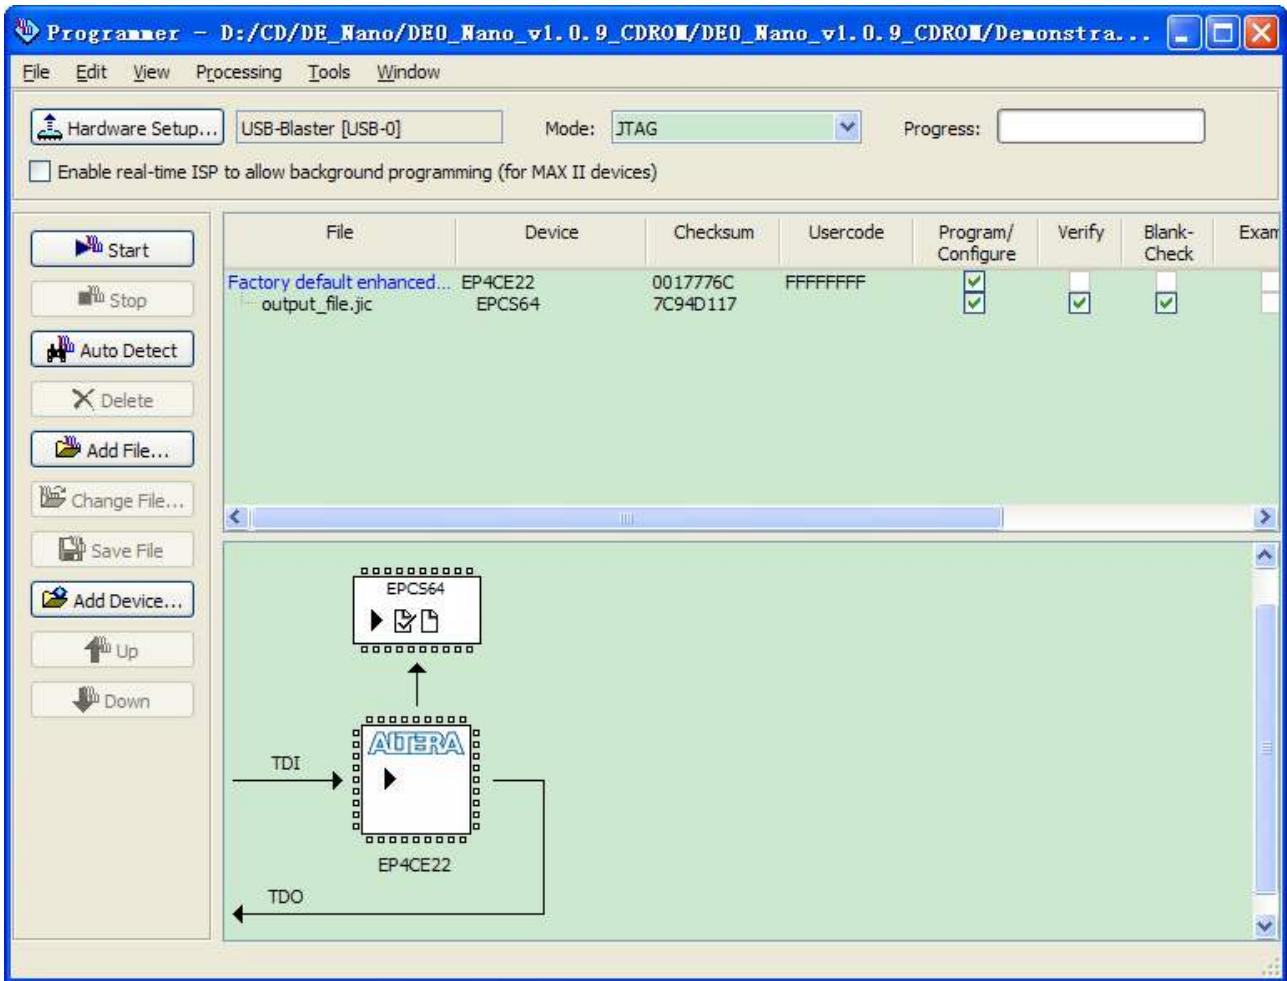 Programmer - D:/CD/DE_Nano/DE0_Nano_v1.0.9_CDROM/DE0_Nano_v1.0.9_CDROM/Demonstra...
File Edit View Processing Tools Window
Hardware Setup... USB-Blaster [USB-0] Mode: JTAG Progress:
Enable real-time ISP to allow background programming (for MAX II devices)
Start
Stop
Auto Detect
Delete
Add File...
Change File...
Save File
Add Device...
Up
Down
File Device Checksum Usercode Program/ Verify Blank- Exam
Configure Check
Factory default enhanced... EP4CE22 0017776C FFFFFFFF
output_file.jic EPCS64 7C94D117
EPCS64
ALTERA
TDI
EP4CE22
TDO